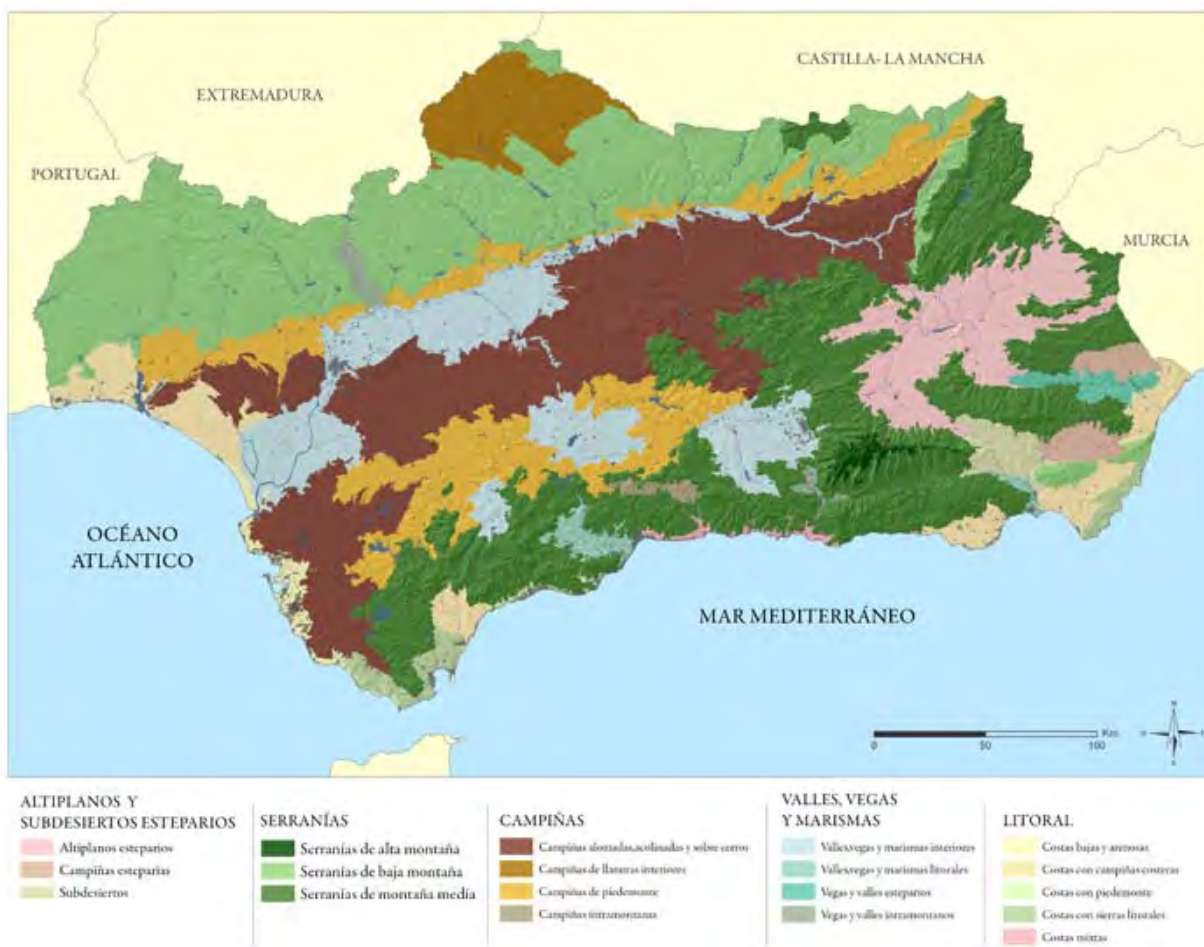 CASTILLA- LA MANCHA
EXTREMADURA
PORTUGAL
MURCIA
OCÉANO
ATLÁNTICO
MAR MEDITERRÁNEO
Km.
0 50 100
N
S
ALTIPLANOS Y
SUBDESIERTOS ESTEPARIOS
Altiplanos esteparios
Campiñas esteparias
Subdesiertos
SERRANÍAS
Serranías de alta montaña
Serranías de baja montaña
Serranías de montaña media
CAMPIÑAS
Campiñas alomadas,acolinadas y sobre cerros
Campiñas de llanuras interiores
Campiñas de piedemonte
Campiñas intramontanas
VALLES, VEGAS
Y MARISMAS
Valles,vegas y marismas interiores
Valles,vegas y marismas litorales
Vegas y valles esteparios
Vegas y valles intramontanos
LITORAL
Costas bajas y arenosas
Costas con campiñas costeras
Costas con piedemonte
Costas con sierras litorales
Costas mixtas